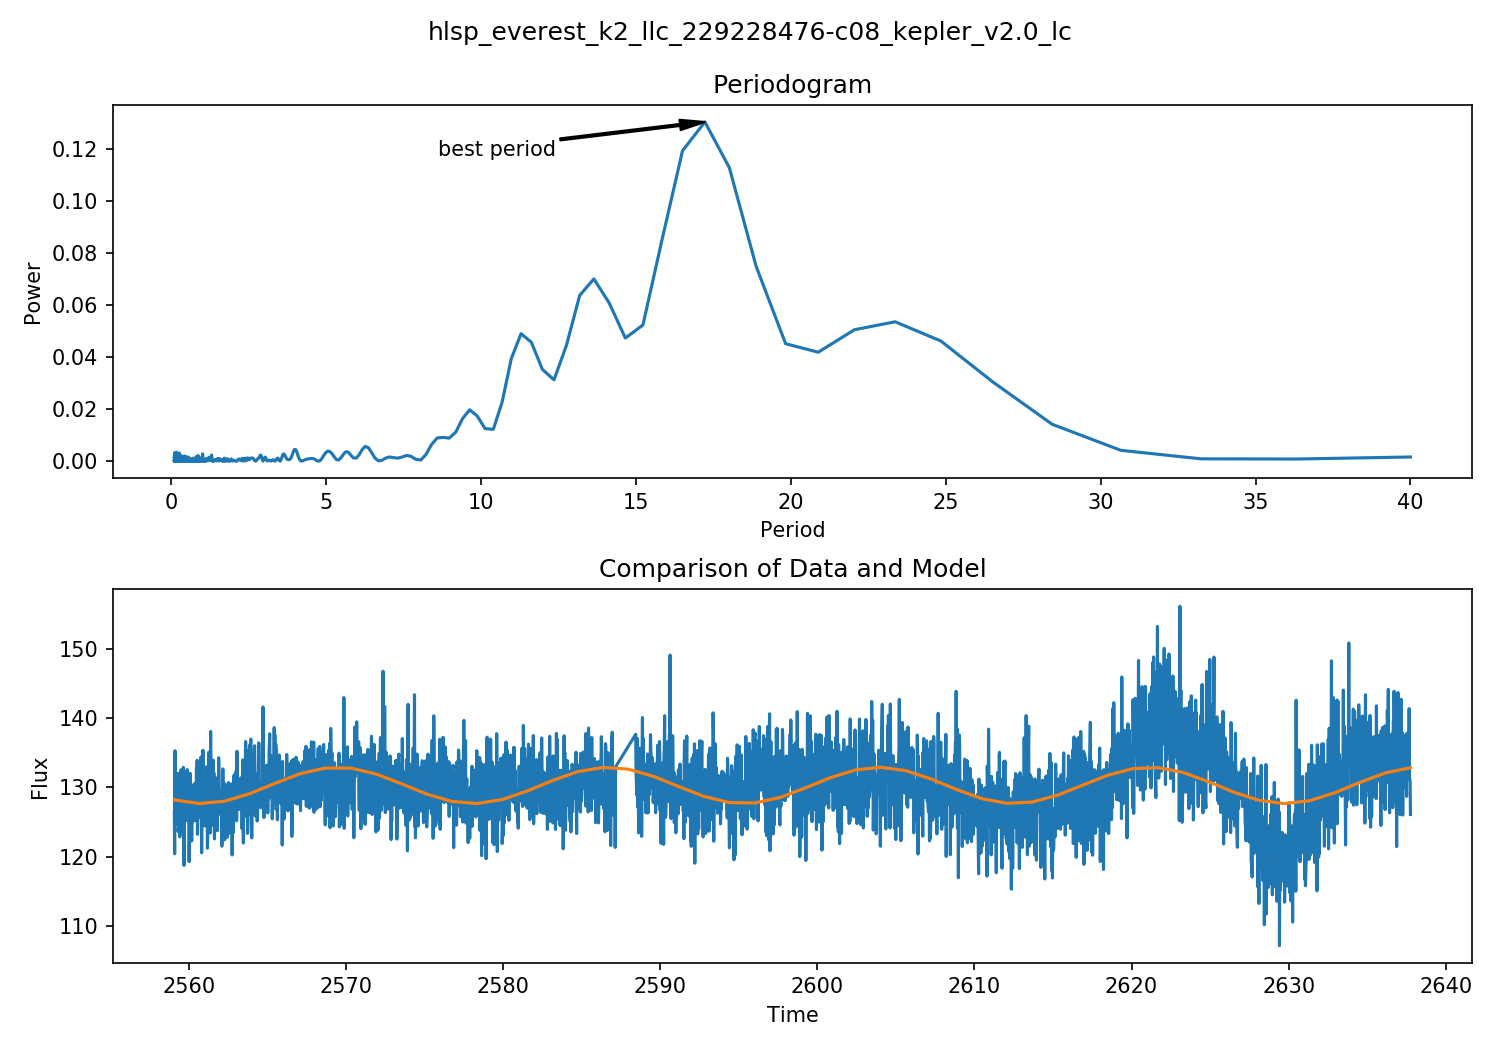 hlsp_everest_k2_llc_229228476-c08_kepler_v2.0_lc
Periodogram
best period
0.12
0.10
0.08
0.06
0.04
0.02
0.00
Power
0 5 10 15 20 25 30 35 40
Period
Comparison of Data and Model
150
140
130
120
110
Flux
2560 2570 2580 2590 2600 2610 2620 2630 2640
Time